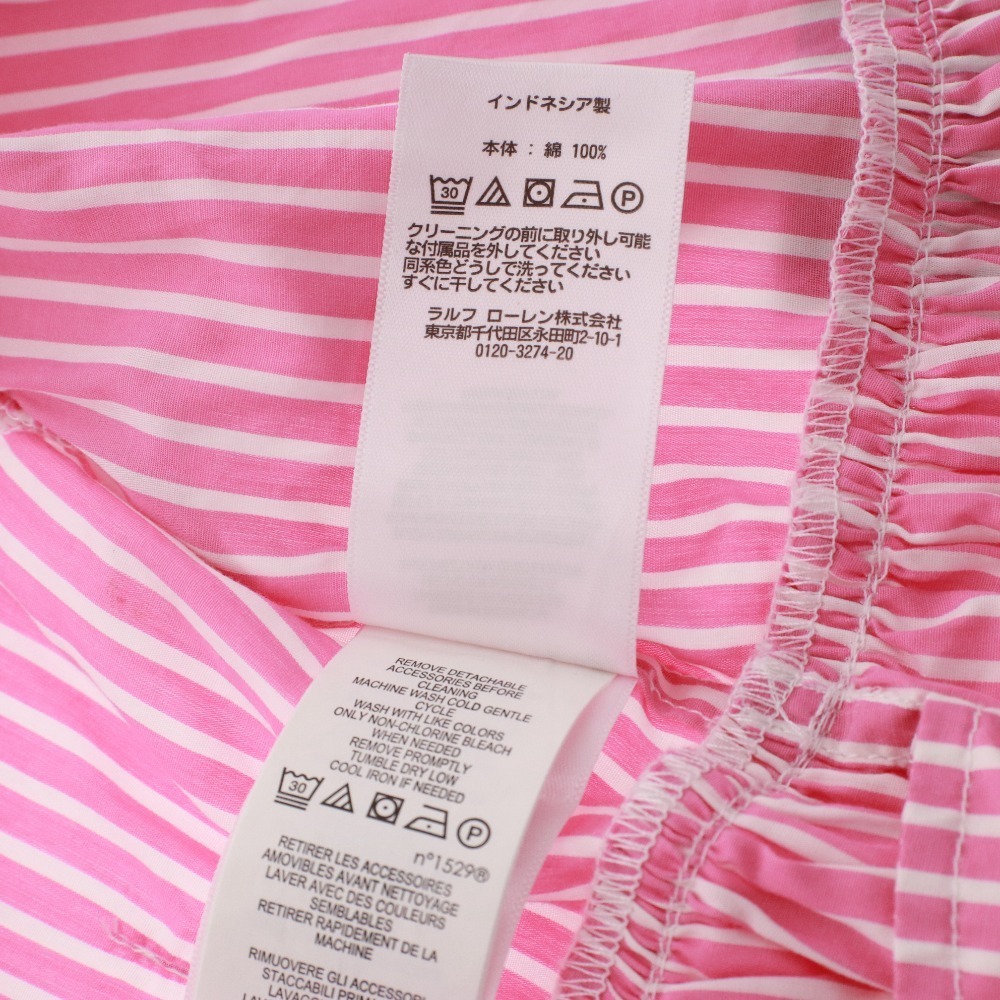 インドネシア製
本体 : 綿 100%
30
P
クリーニングの前に取り外し可能
な付属品を外してください
同系色どうしで洗ってください
すぐに干してください
ラルフ ローレン株式会社
東京都千代田区永田町2-10-1
0120-3274-20
REMOVE DETACHABLE
ACCESSORIES BEFORE
CLEANING
MACHINE WASH COLD GENTLE
CYCLE
WASH WITH LIKE COLORS
ONLY NON-CHLORINE BLEACH
WHEN NEEDED
REMOVE PROMPTLY
TUMBLE DRY LOW
COOL IRON IF NEEDED
30
P
n°1529®
RETIRER LES ACCESSOIRES
AMOVIBLES AVANT NETTOYAGE
LAVER AVEC DES COULEURS
SEMBLABLES
RETIRER RAPIDEMENT DE LA
MACHINE
RIMUOVERE GLI ACCESSORI
STACCABILI PRIMA